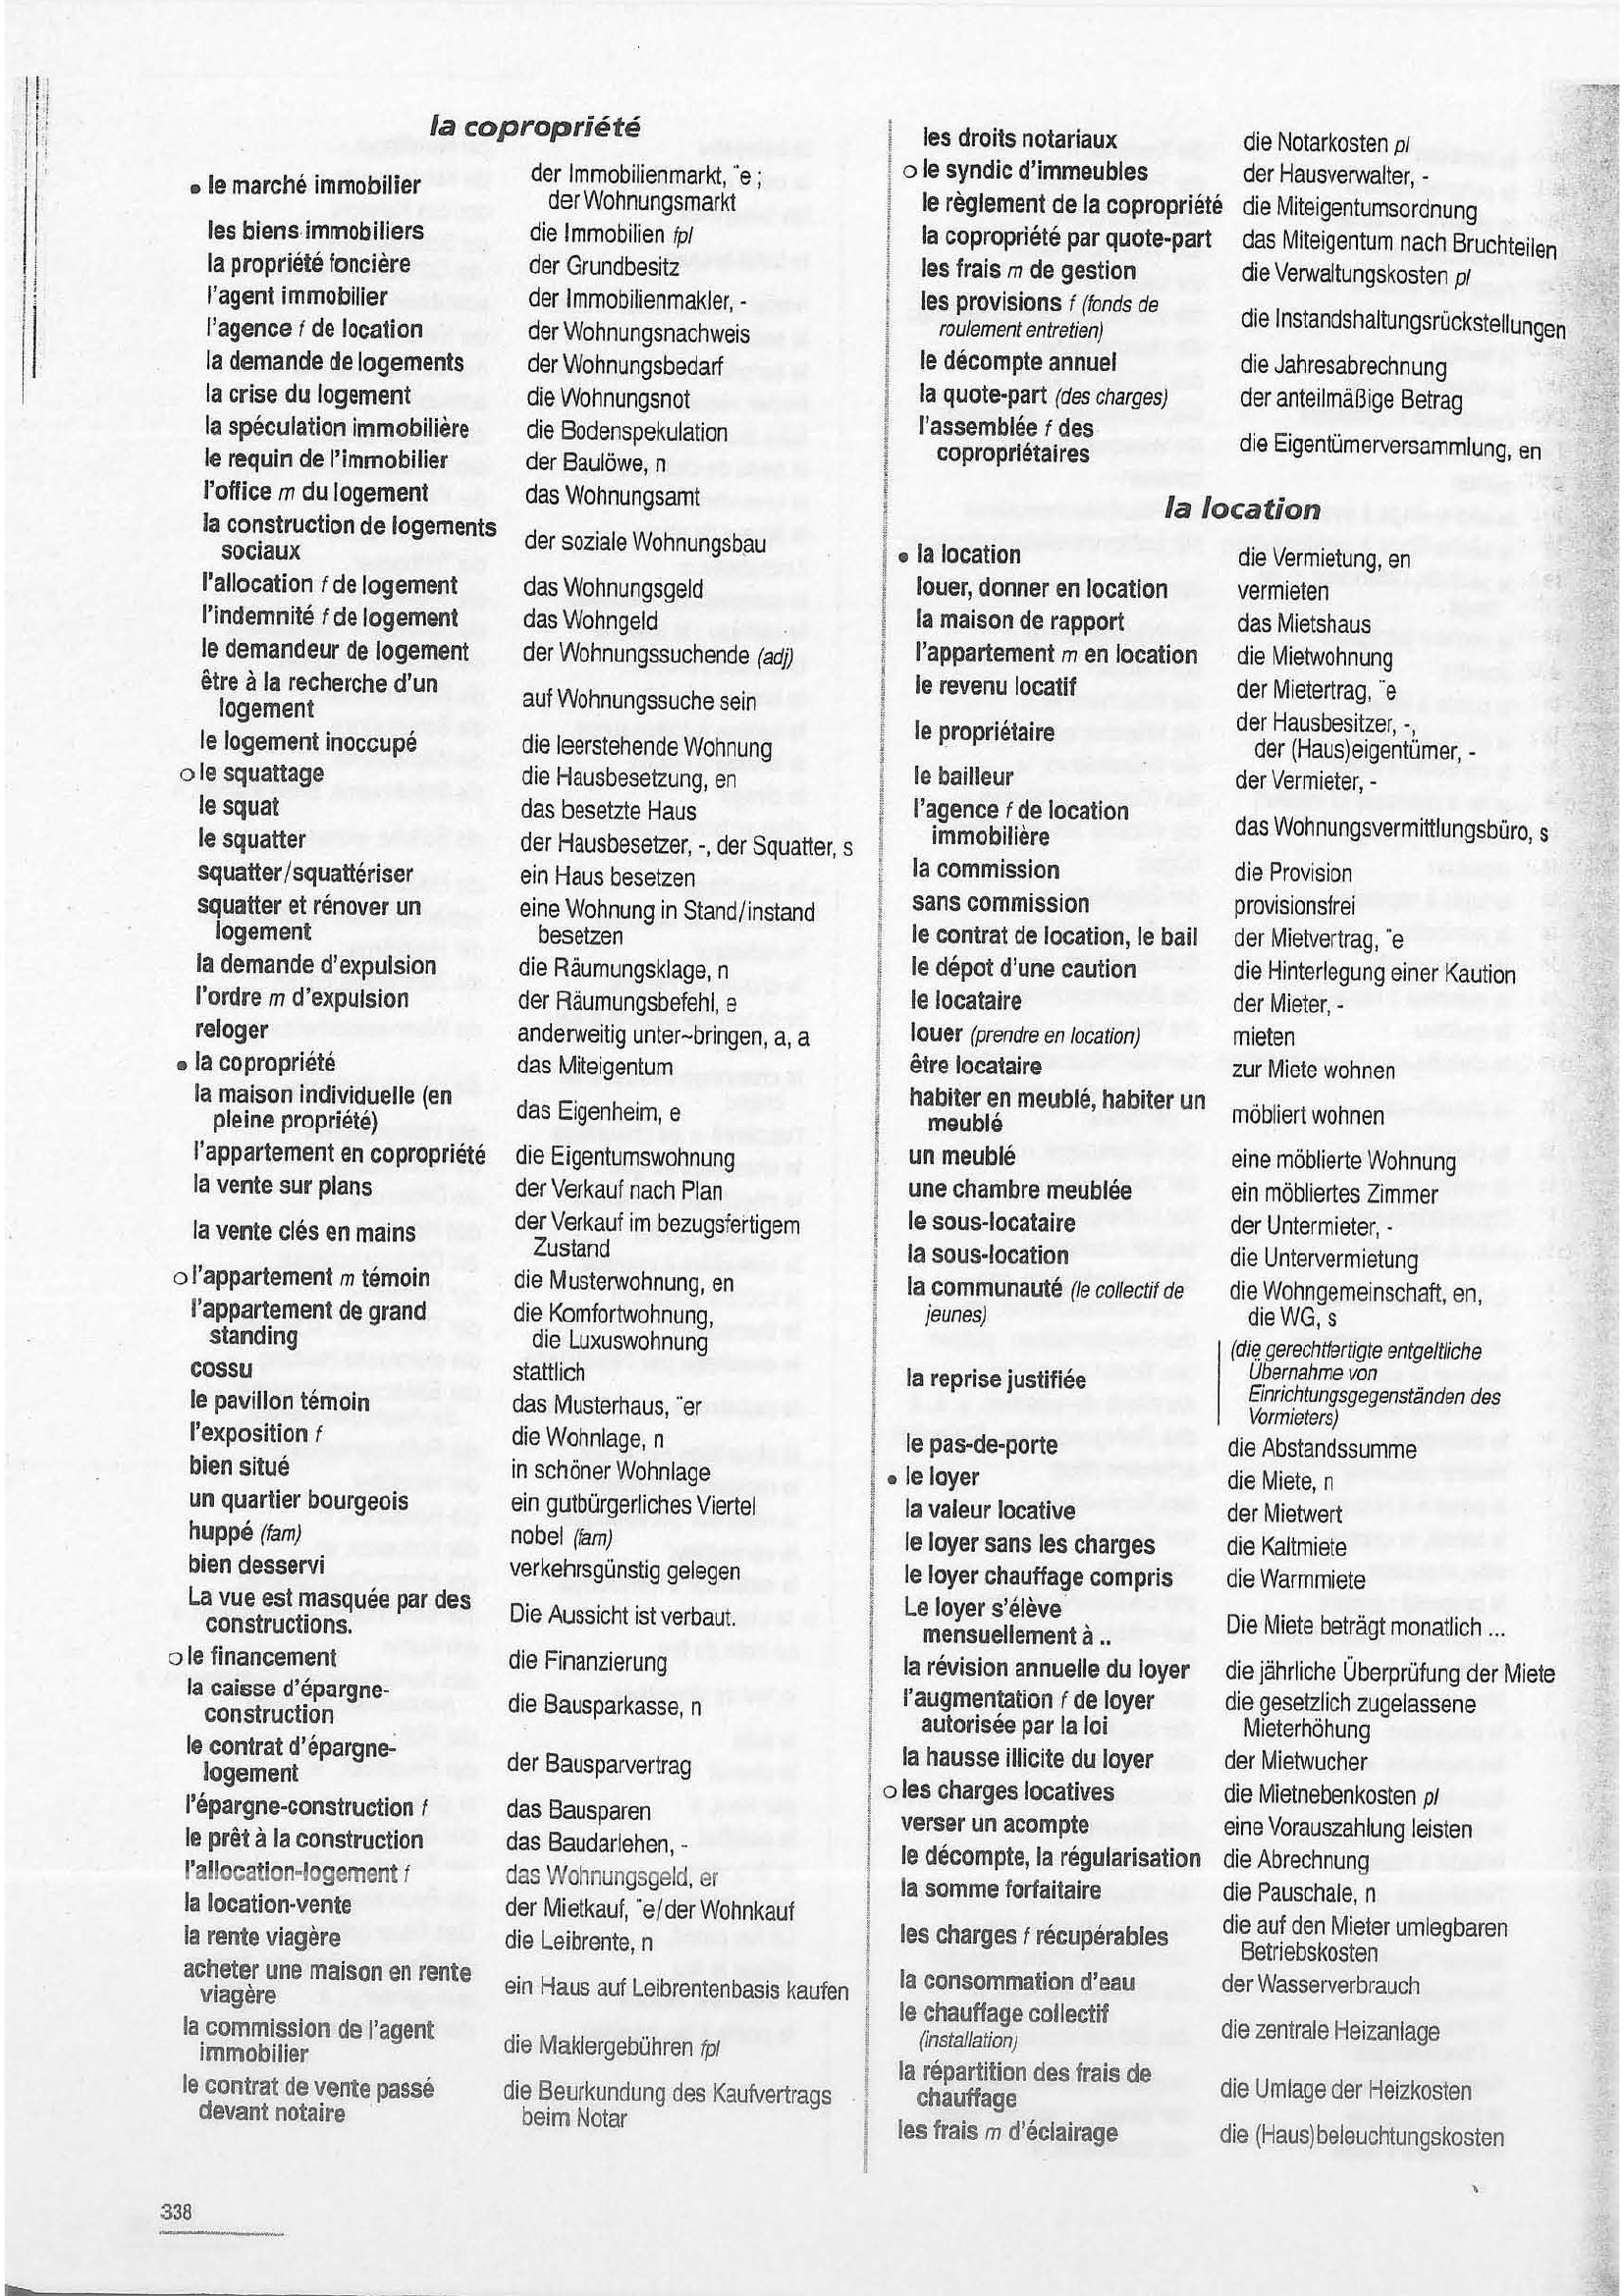 la copropriété
• le marché immobilier der Immobilienmarkt, ¨e ;
der Wohnungsmarkt
les biens immobiliers die Immobilien fpl
la propriété foncière der Grundbesitz
l'agent immobilier der Immobilienmakler, -
l'agence f de location der Wohnungsnachweis
la demande de logements der Wohnungsbedarf
la crise du logement die Wohnungsnot
la spéculation immobilière die Bodenspekulation
le requin de l'immobilier der Baulöwe, n
l'office m du logement das Wohnungsamt
la construction de logements
sociaux der soziale Wohnungsbau
l'allocation f de logement das Wohnungsgeld
l'indemnité f de logement das Wohngeld
le demandeur de logement der Wohnungssuchende (adj)
être à la recherche d'un
logement auf Wohnungssuche sein
le logement inoccupé die leerstehende Wohnung
o le squattage die Hausbesetzung, en
le squat das besetzte Haus
le squatter der Hausbesetzer, -, der Squatter, s
squatter/squattériser ein Haus besetzen
squatter et rénover un eine Wohnung in Stand/instand
logement besetzen
la demande d'expulsion die Räumungsklage, n
l'ordre m d'expulsion der Räumungsbefehl, e
reloger anderweitig unter~bringen, a, a
• la copropriété das Miteigentum
la maison individuelle (en
pleine propriété) das Eigenheim, e
l'appartement en copropriété die Eigentumswohnung
la vente sur plans der Verkauf nach Plan
la vente clés en mains der Verkauf im bezugsfertigem
Zustand
o l'appartement m témoin die Musterwohnung, en
l'appartement de grand die Komfortwohnung,
standing die Luxuswohnung
cossu stattlich
le pavillon témoin das Musterhaus, ¨er
l'exposition f die Wohnlage, n
bien situé in schöner Wohnlage
un quartier bourgeois ein gutbürgerliches Viertel
huppé (fam) nobel (fam)
bien desservi verkehrsgünstig gelegen
La vue est masquée par des
constructions. Die Aussicht ist verbaut.
o le financement die Finanzierung
la caisse d'épargne-
construction die Bausparkasse, n
le contrat d'épargne-
logement der Bausparvertrag
l'épargne-construction f das Bausparen
le prêt à la construction das Baudarlehen, -
l'allocation-logement f das Wohnungsgeld, er
la location-vente der Mietkauf, ¨e/der Wohnkauf
la rente viagère die Leibrente, n
acheter une maison en rente
viagère ein Haus auf Leibrentenbasis kaufen
la commission de l'agent
immobilier die Maklergebühren fpl
le contrat de vente passé die Beurkundung des Kaufvertrags
devant notaire beim Notar
338
les droits notariaux die Notarkosten pl
o le syndic d'immeubles der Hausverwalter, -
le règlement de la copropriété die Miteigentumsordnung
la copropriété par quote-part das Miteigentum nach Bruchteilen
les frais m de gestion die Verwaltungskosten pl
les provisions f (fonds de
roulement entretien) die Instandshaltungsrückstellungen
le décompte annuel die Jahresabrechnung
la quote-part (des charges) der anteilmäßige Betrag
l'assemblée f des
copropriétaires die Eigentümerversammlung, en
la location
• la location die Vermietung, en
louer, donner en location vermieten
la maison de rapport das Mietshaus
l'appartement m en location die Mietwohnung
le revenu locatif der Mietertrag, ¨e
le propriétaire der Hausbesitzer, -,
der (Haus)eigentümer, -
le bailleur der Vermieter, -
l'agence f de location
immobilière das Wohnungsvermittlungsbüro, s
la commission die Provision
sans commission provisionsfrei
le contrat de location, le bail der Mietvertrag, ¨e
le dépot d'une caution die Hinterlegung einer Kaution
le locataire der Mieter, -
louer (prendre en location) mieten
être locataire zur Miete wohnen
habiter en meublé, habiter un
meublé möbliert wohnen
un meublé eine möblierte Wohnung
une chambre meublée ein möbliertes Zimmer
le sous-locataire der Untermieter, -
la sous-location die Untervermietung
la communauté (le collectif de die Wohngemeinschaft, en,
jeunes) die WG, s
la reprise justifiée (die gerechtfertigte entgeltliche
Übernahme von
Einrichtungsgegenständen des
Vormieters)
le pas-de-porte die Abstandssumme
• le loyer die Miete, n
la valeur locative der Mietwert
le loyer sans les charges die Kaltmiete
le loyer chauffage compris die Warmmiete
Le loyer s'élève
mensuellement à .. Die Miete beträgt monatlich ...
la révision annuelle du loyer die jährliche Überprüfung der Miete
l'augmentation f de loyer die gesetzlich zugelassene
autorisée par la loi Mieterhöhung
la hausse illicite du loyer der Mietwucher
o les charges locatives die Mietnebenkosten pl
verser un acompte eine Vorauszahlung leisten
le décompte, la régularisation die Abrechnung
la somme forfaitaire die Pauschale, n
les charges f récupérables die auf den Mieter umlegbaren
Betriebskosten
la consommation d'eau der Wasserverbrauch
le chauffage collectif
(installation) die zentrale Heizanlage
la répartition des frais de
chauffage die Umlage der Heizkosten
les frais m d'éclairage die (Haus)beleuchtungskosten